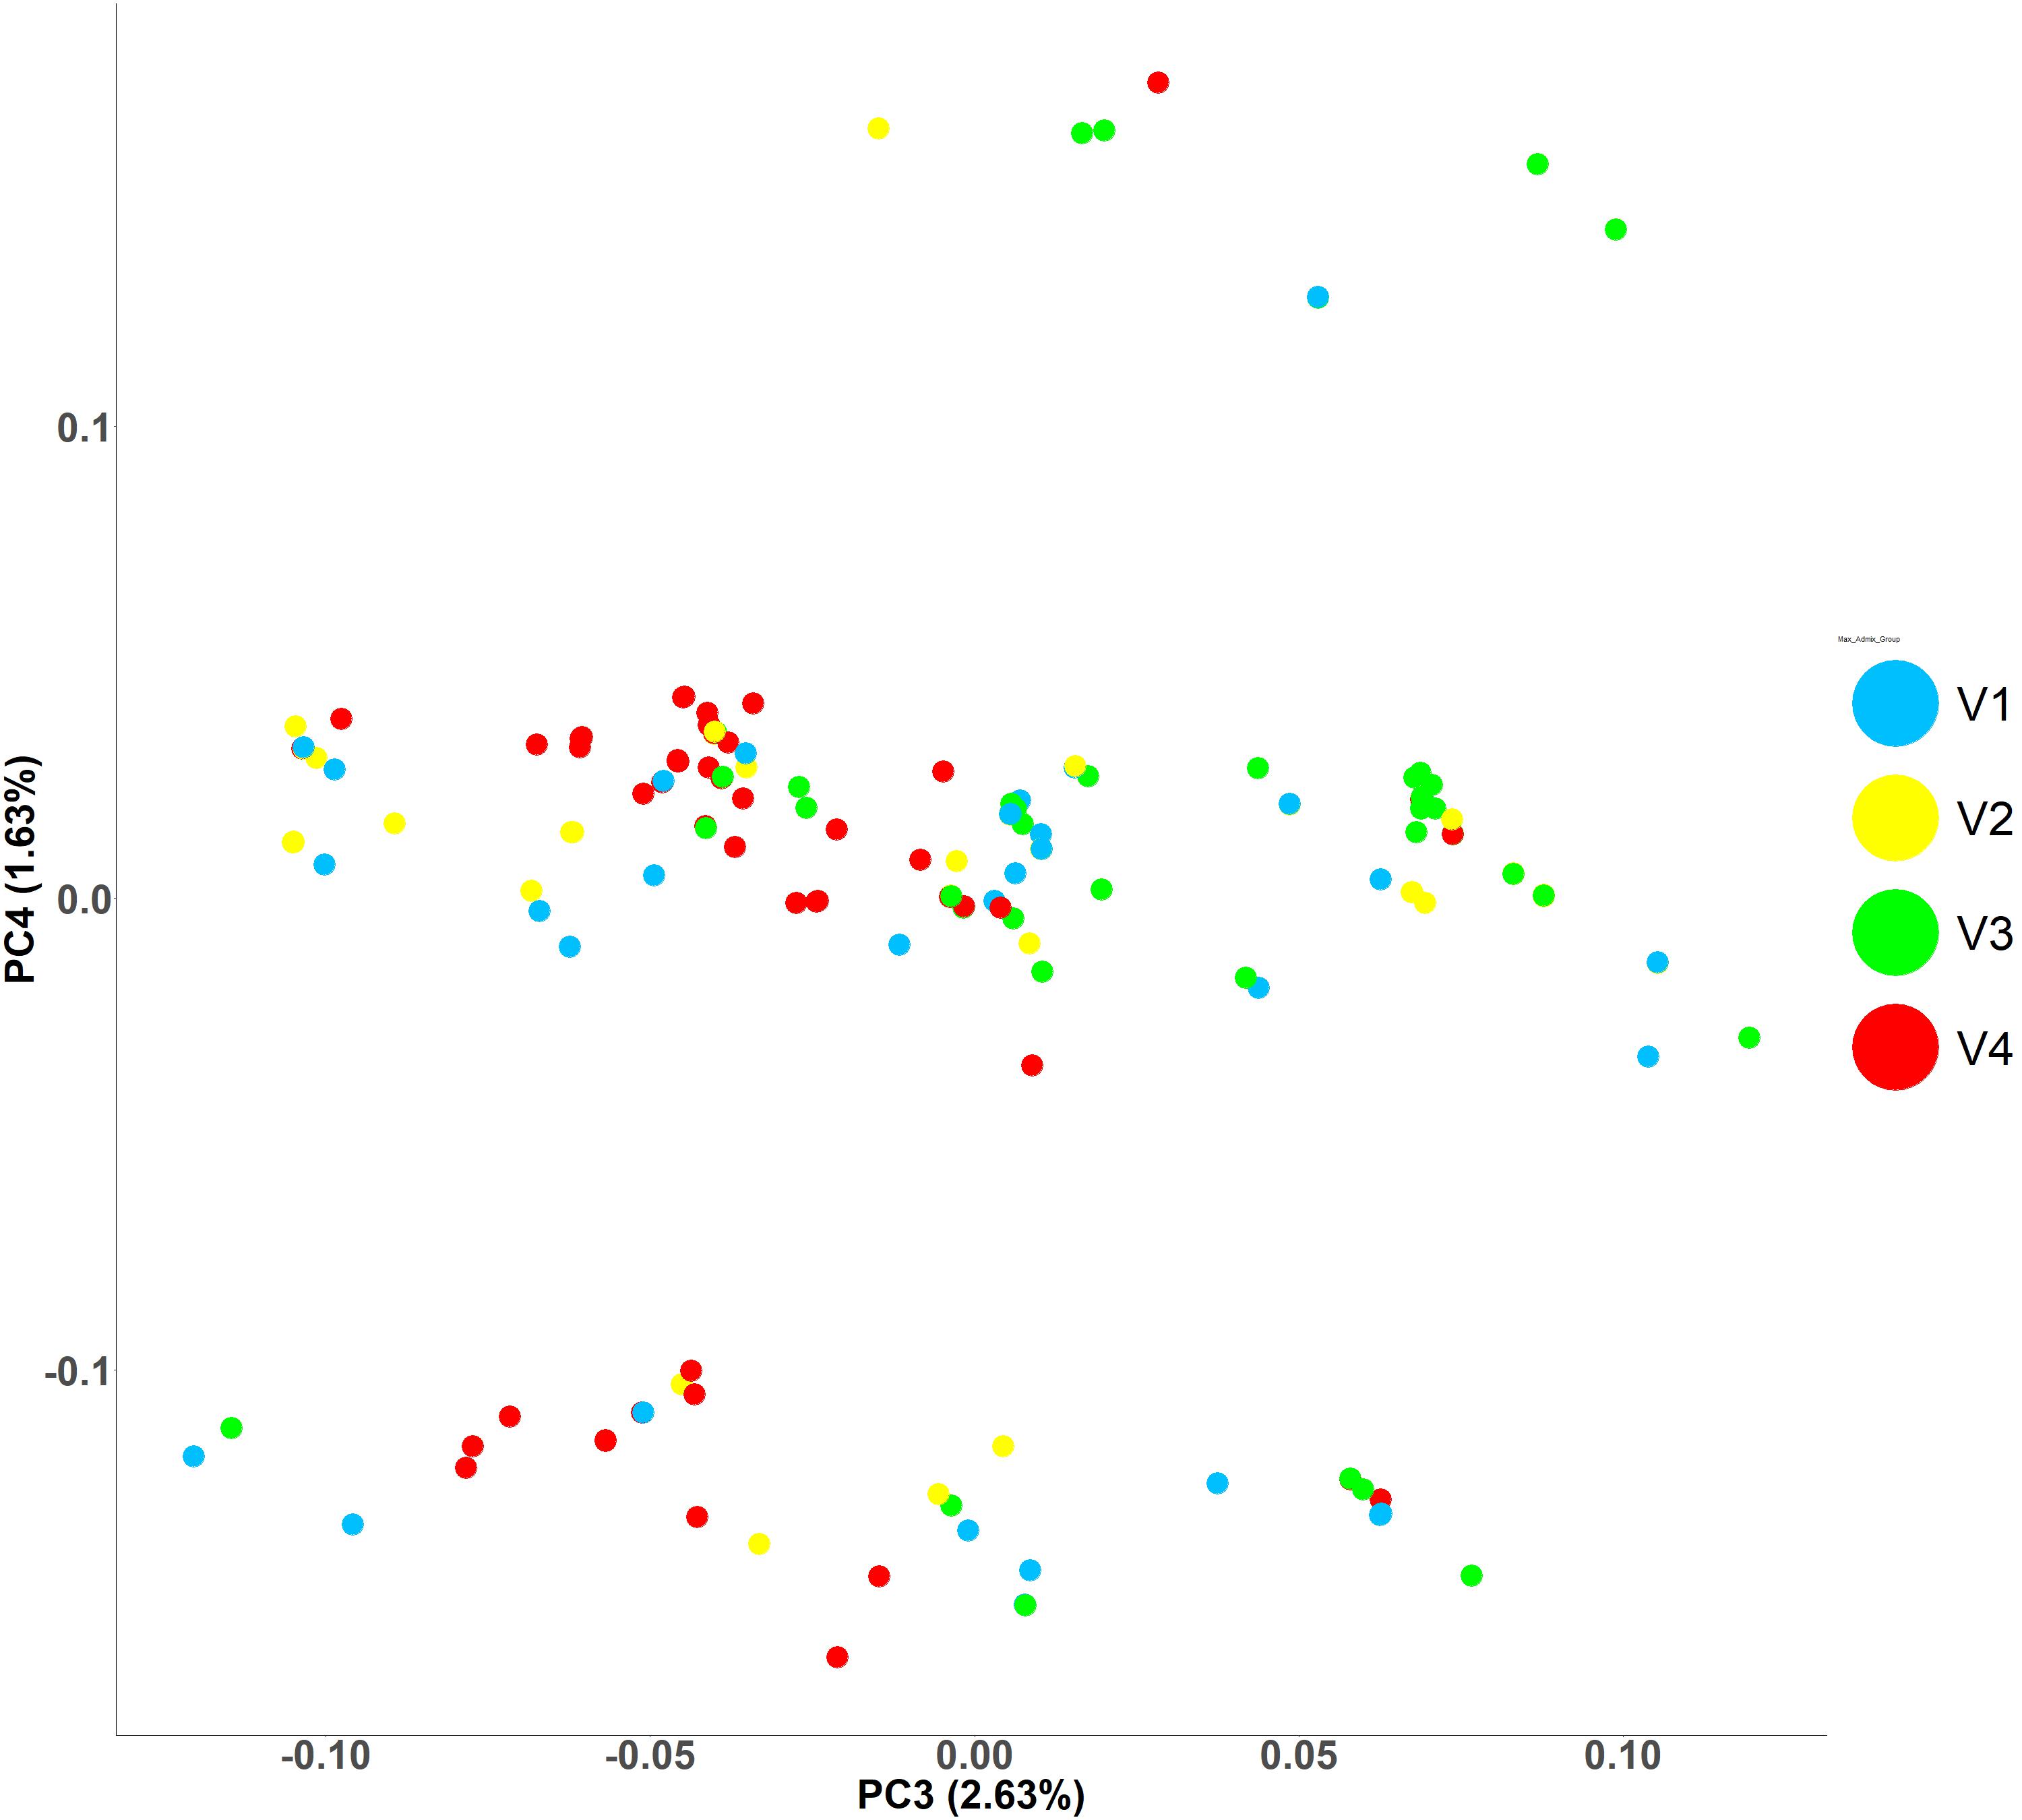 0.1
0.0
-0.1
PC4 (1.63%)
-0.10
-0.05
0.00
0.05
0.10
PC3 (2.63%)
Max_Admix_Group
V1
V2
V3
V4